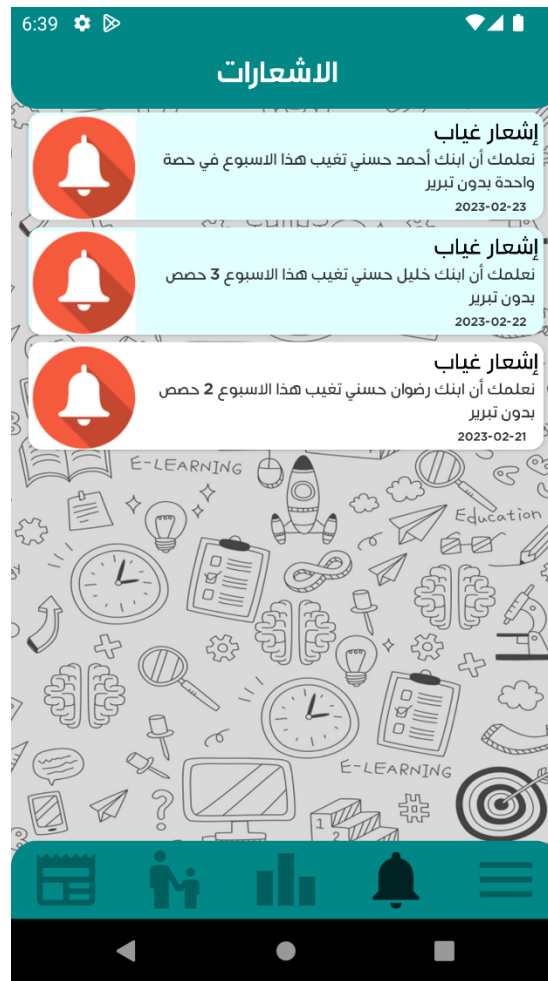 6:39
الاشعارات
إشعار غياب
نعلمك أن ابنك أحمد حسني تغيب هذا الاسبوع في حصة
واحدة بدون تبرير
2023-02-23
إشعار غياب
نعلمك أن ابنك خليل حسني تغيب هذا الاسبوع 3 حصص
بدون تبرير
2023-02-22
إشعار غياب
نعلمك أن ابنك رضوان حسني تغيب هذا الاسبوع 2 حصص
بدون تبرير
2023-02-21
E-LEARNING
Education
E-LEARNING
1
2